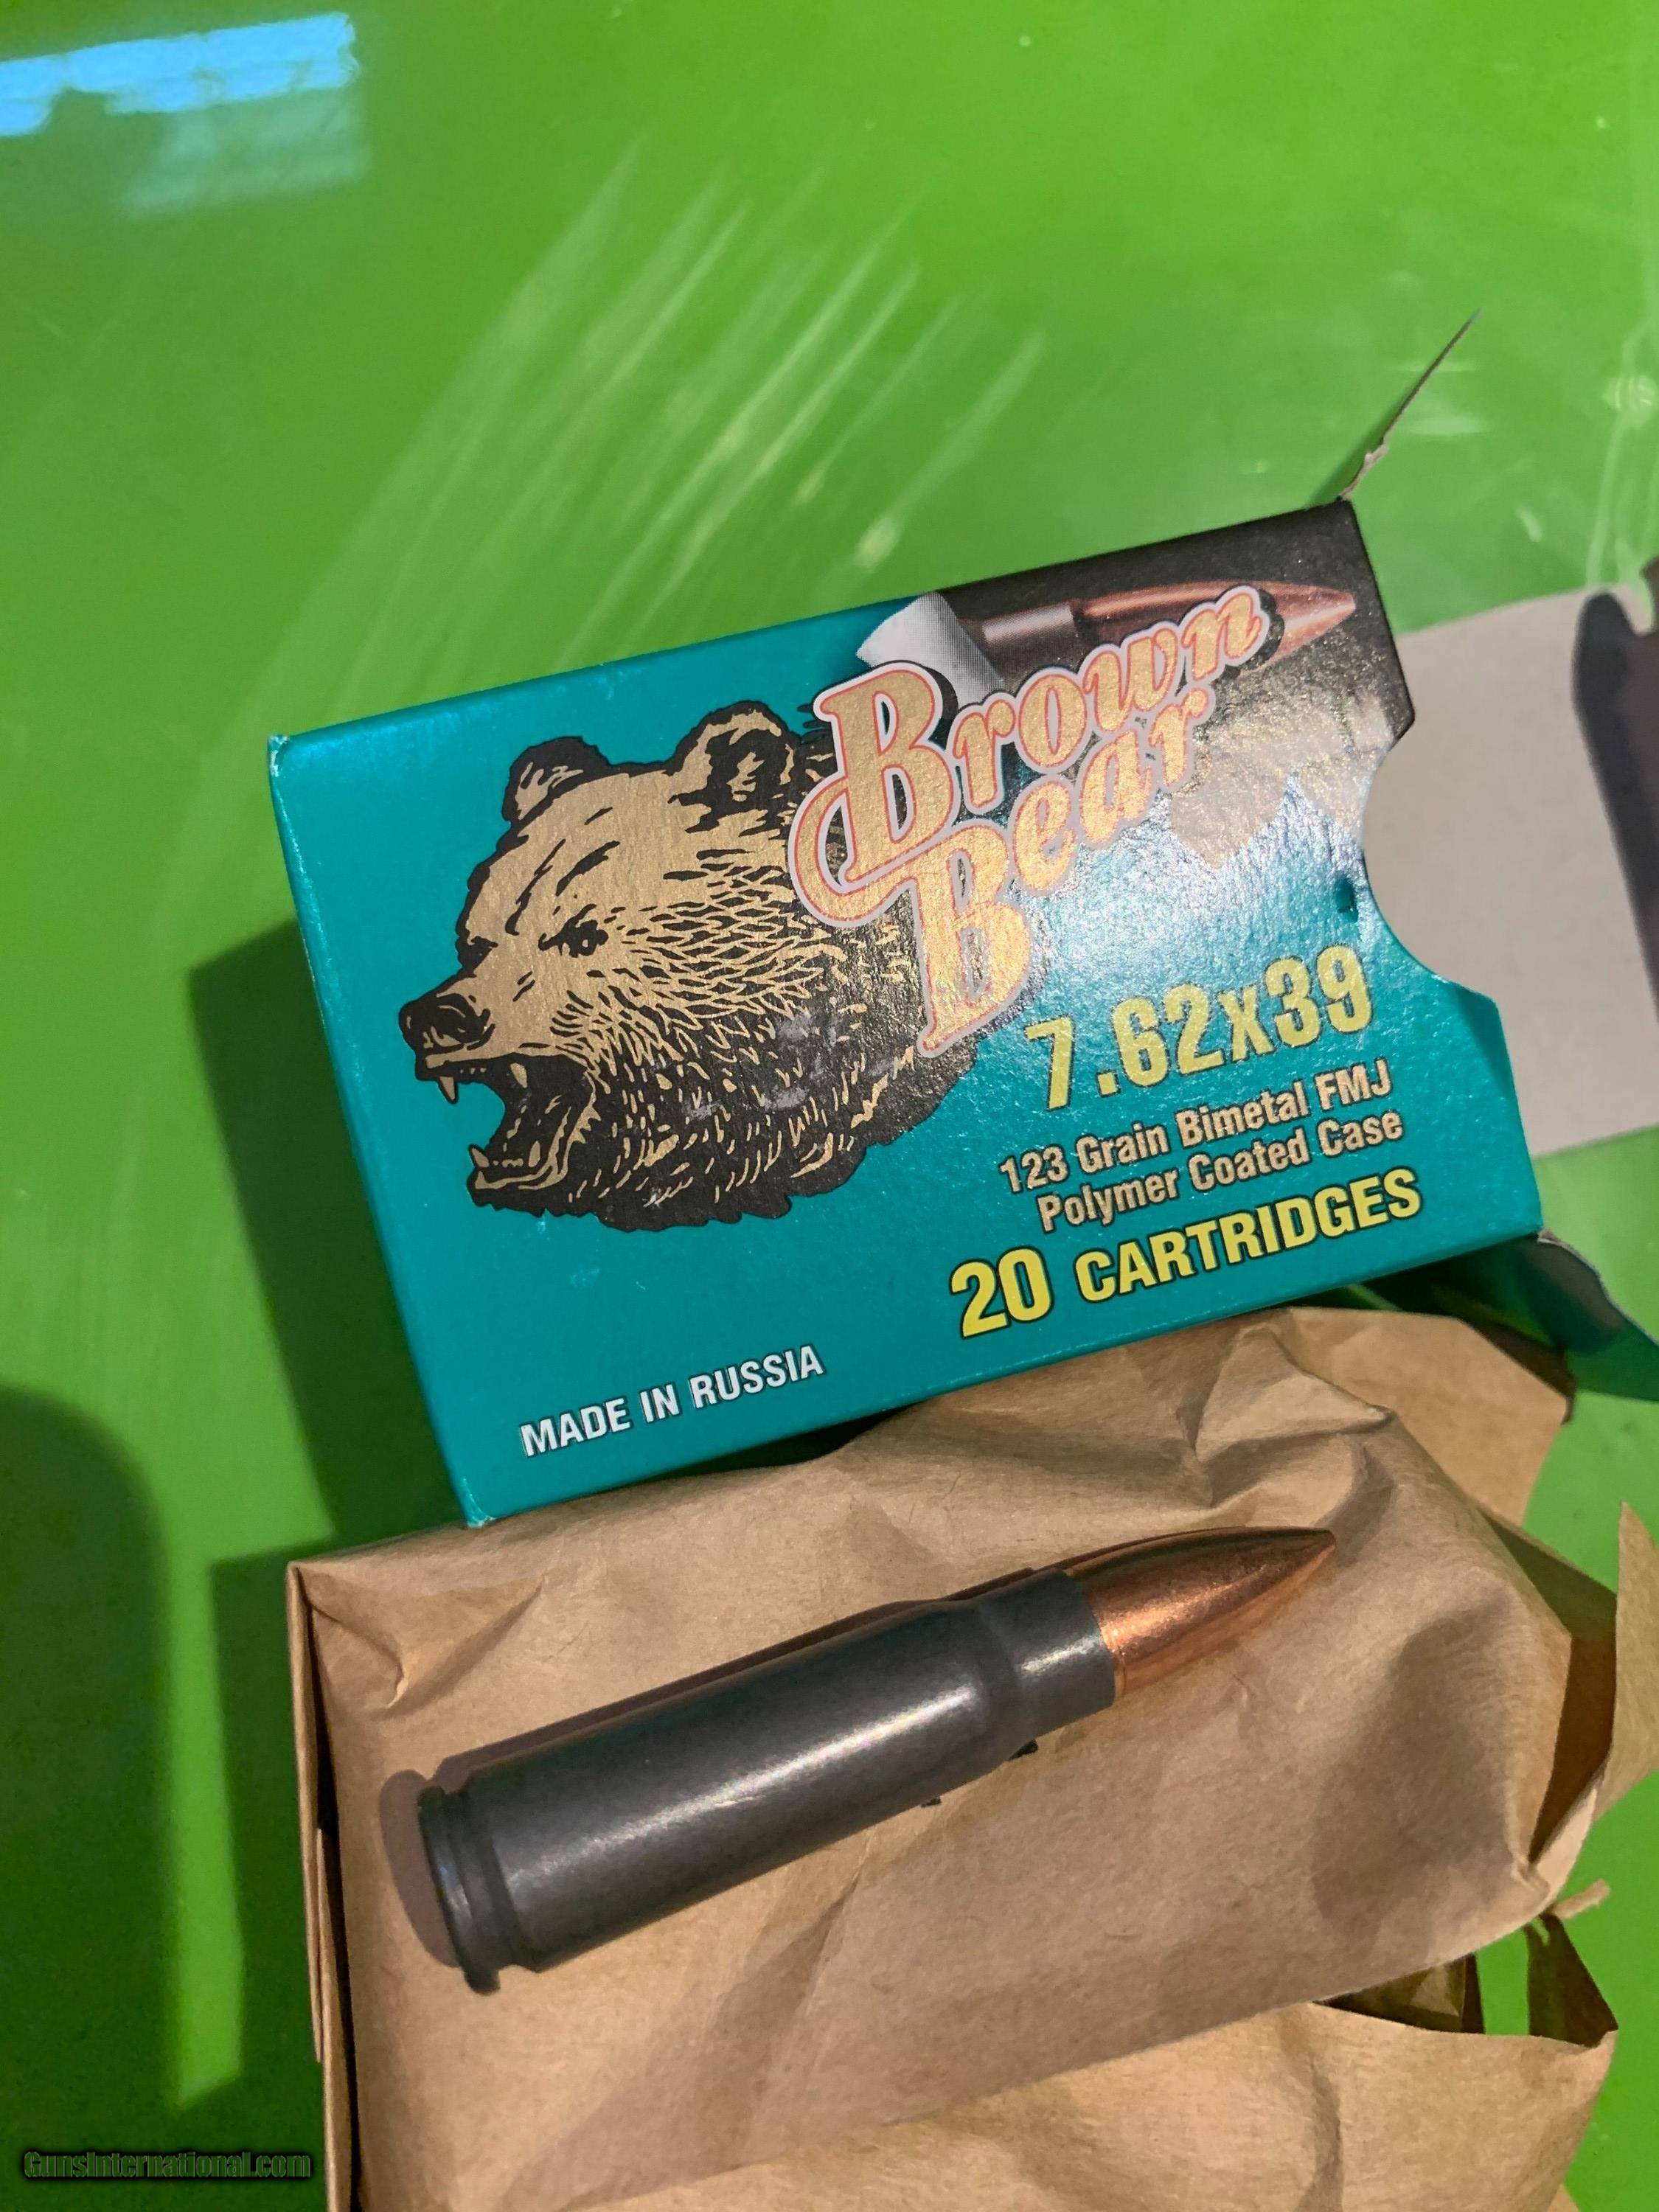 Brown
Bear
7.62x39
123 Grain Bimetal FMJ
Polymer Coated Case
20 CARTRIDGES
MADE IN RUSSIA
GunsInternational.com